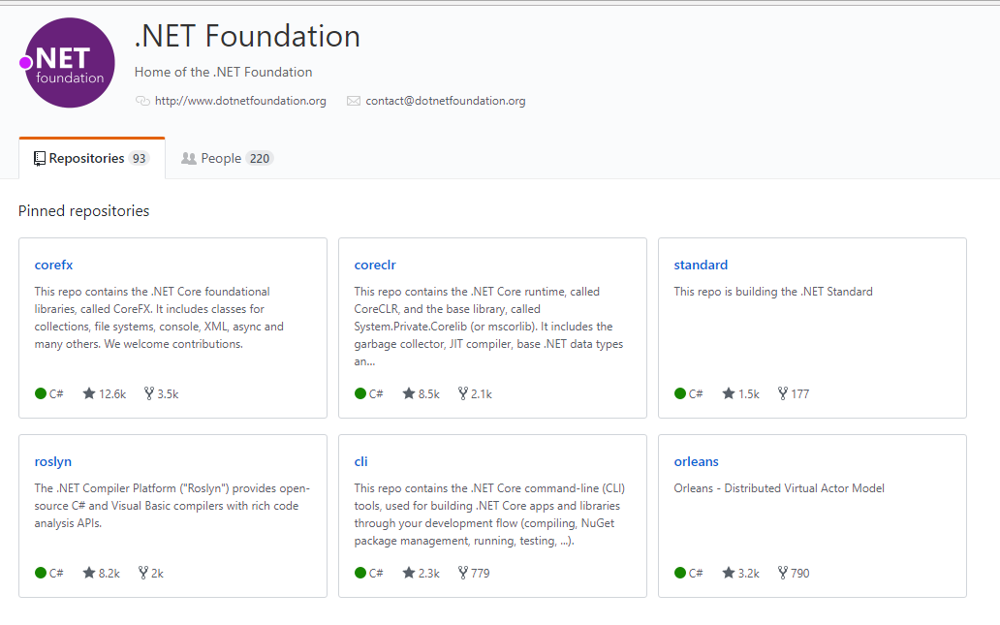 .NET
foundation
.NET Foundation
Home of the .NET Foundation
http://www.dotnetfoundation.org contact@dotnetfoundation.org
Repositories 93 People 220
Pinned repositories
corefx
This repo contains the .NET Core foundational
libraries, called CoreFX. It includes classes for
collections, file systems, console, XML, async and
many others. We welcome contributions.
C# 12.6k 3.5k
coreclr
This repo contains the .NET Core runtime, called
CoreCLR, and the base library, called
System.Private.Corelib (or mscorlib). It includes the
garbage collector, JIT compiler, base .NET data types
an...
C# 8.5k 2.1k
standard
This repo is building the .NET Standard
C# 1.5k 177
roslyn
The .NET Compiler Platform ("Roslyn") provides open-
source C# and Visual Basic compilers with rich code
analysis APIs.
C# 8.2k 2k
cli
This repo contains the .NET Core command-line (CLI)
tools, used for building .NET Core apps and libraries
through your development flow (compiling, NuGet
package management, running, testing, ...).
C# 2.3k 779
orleans
Orleans - Distributed Virtual Actor Model
C# 3.2k 790